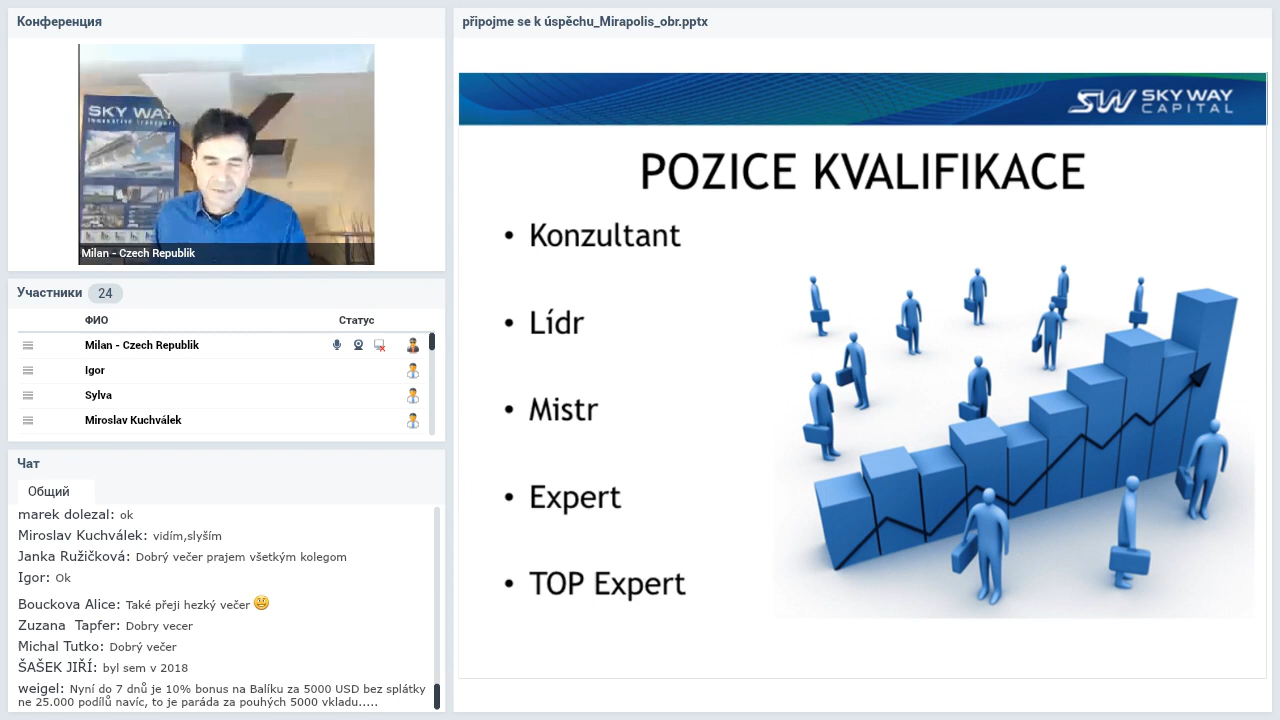 Конференция
SKY WAY
Milan - Czech Republik
Участники 24
ФИО Статус
Milan - Czech Republik
Igor
Sylva
Miroslav Kuchválek
Чат
Общий
marek dolezal: ok
Miroslav Kuchválek: vidím,slyším
Janka Ružičková: Dobrý večer prajem všetkým kolegom
Igor: Ok
Bouckova Alice: Také přeji hezký večer
Zuzana Tapfer: Dobry vecer
Michal Tutko: Dobrý večer
ŠAŠEK JIŘÍ: byl sem v 2018
weigel: Nyní do 7 dnů je 10% bonus na Balíku za 5000 USD bez splátky
ne 25.000 podílů navíc, to je paráda za pouhých 5000 vkladu.....
připojme se k úspěchu_Mirapolis_obr.pptx
SW SKY WAY
CAPITAL
POZICE KVALIFIKACE
• Konzultant
• Lídr
• Mistr
• Expert
• TOP Expert